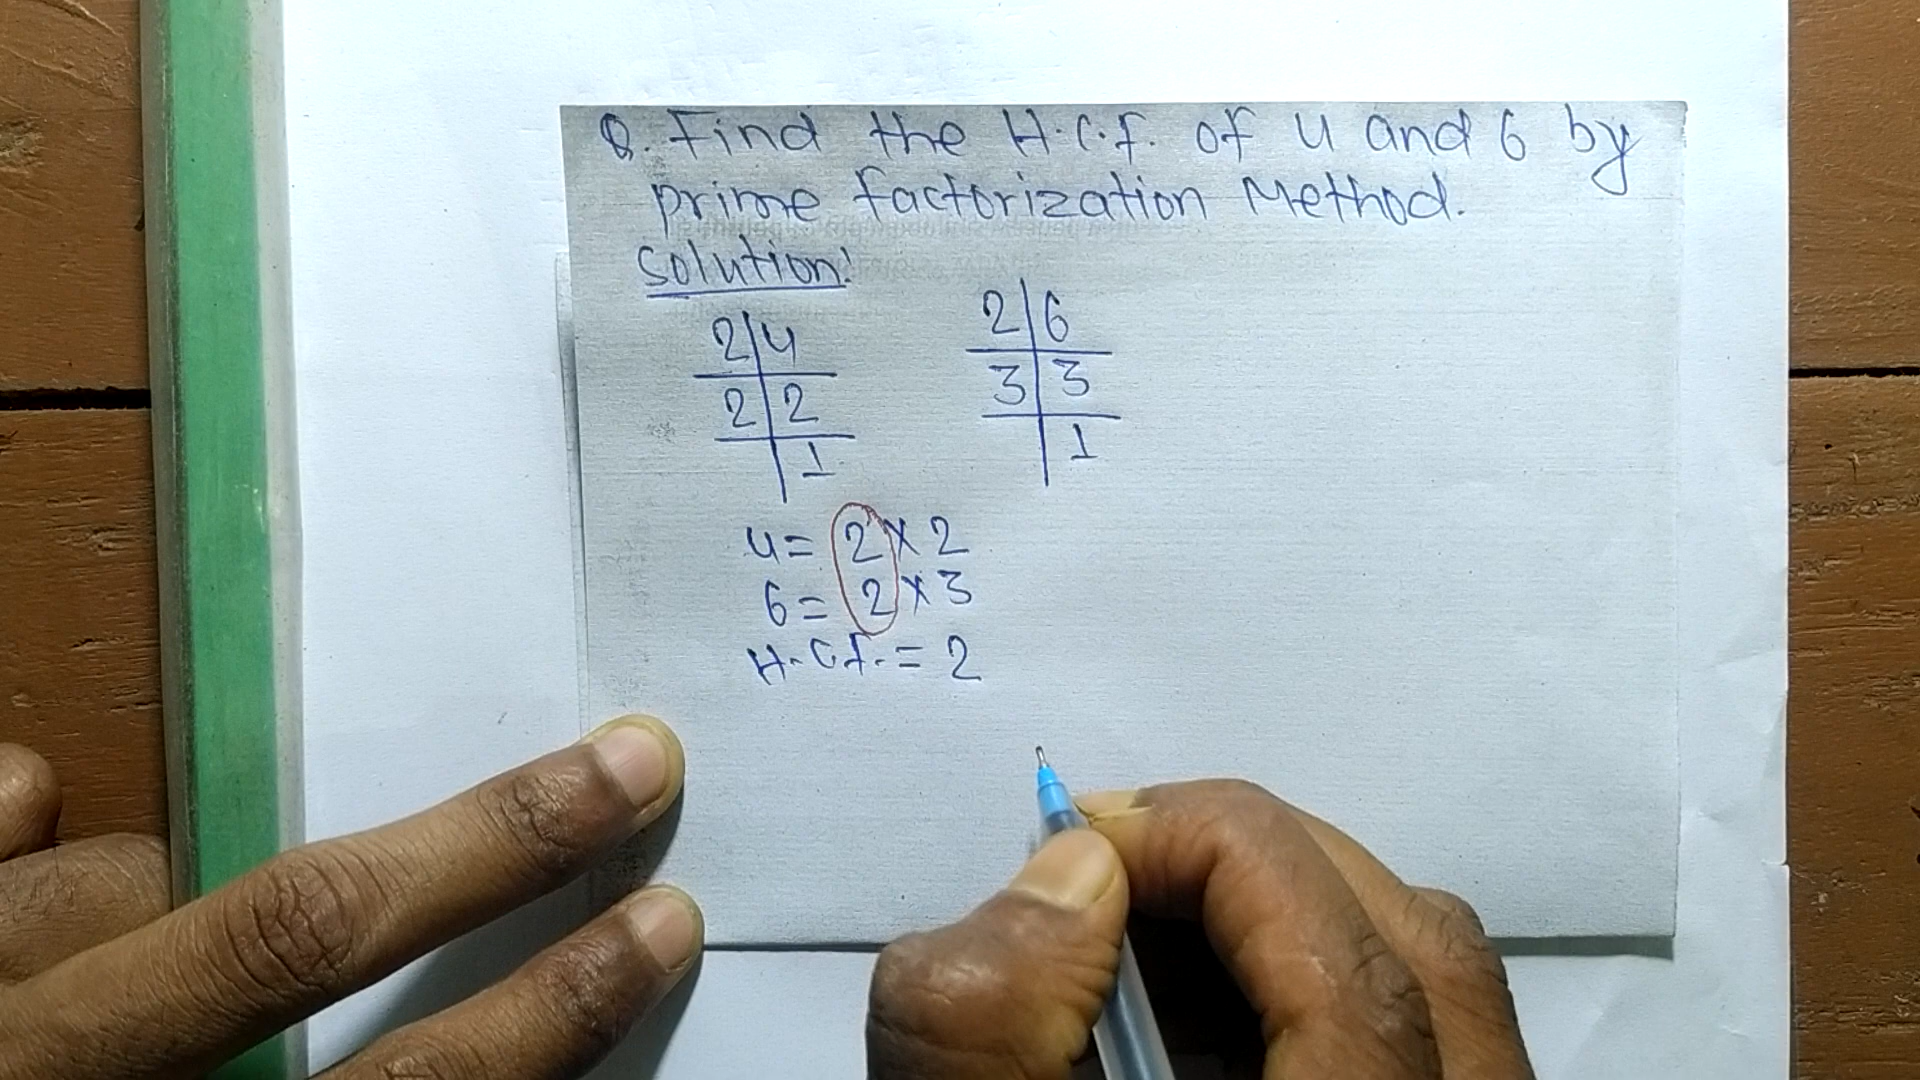 Q. Find the H.C.F. of 4 and 6 by
prime factorization Method.
Solution:
2|4
2|2
1
2|6
3|3
1
4 = 2 × 2
6 = 2 × 3
H.C.F. = 2